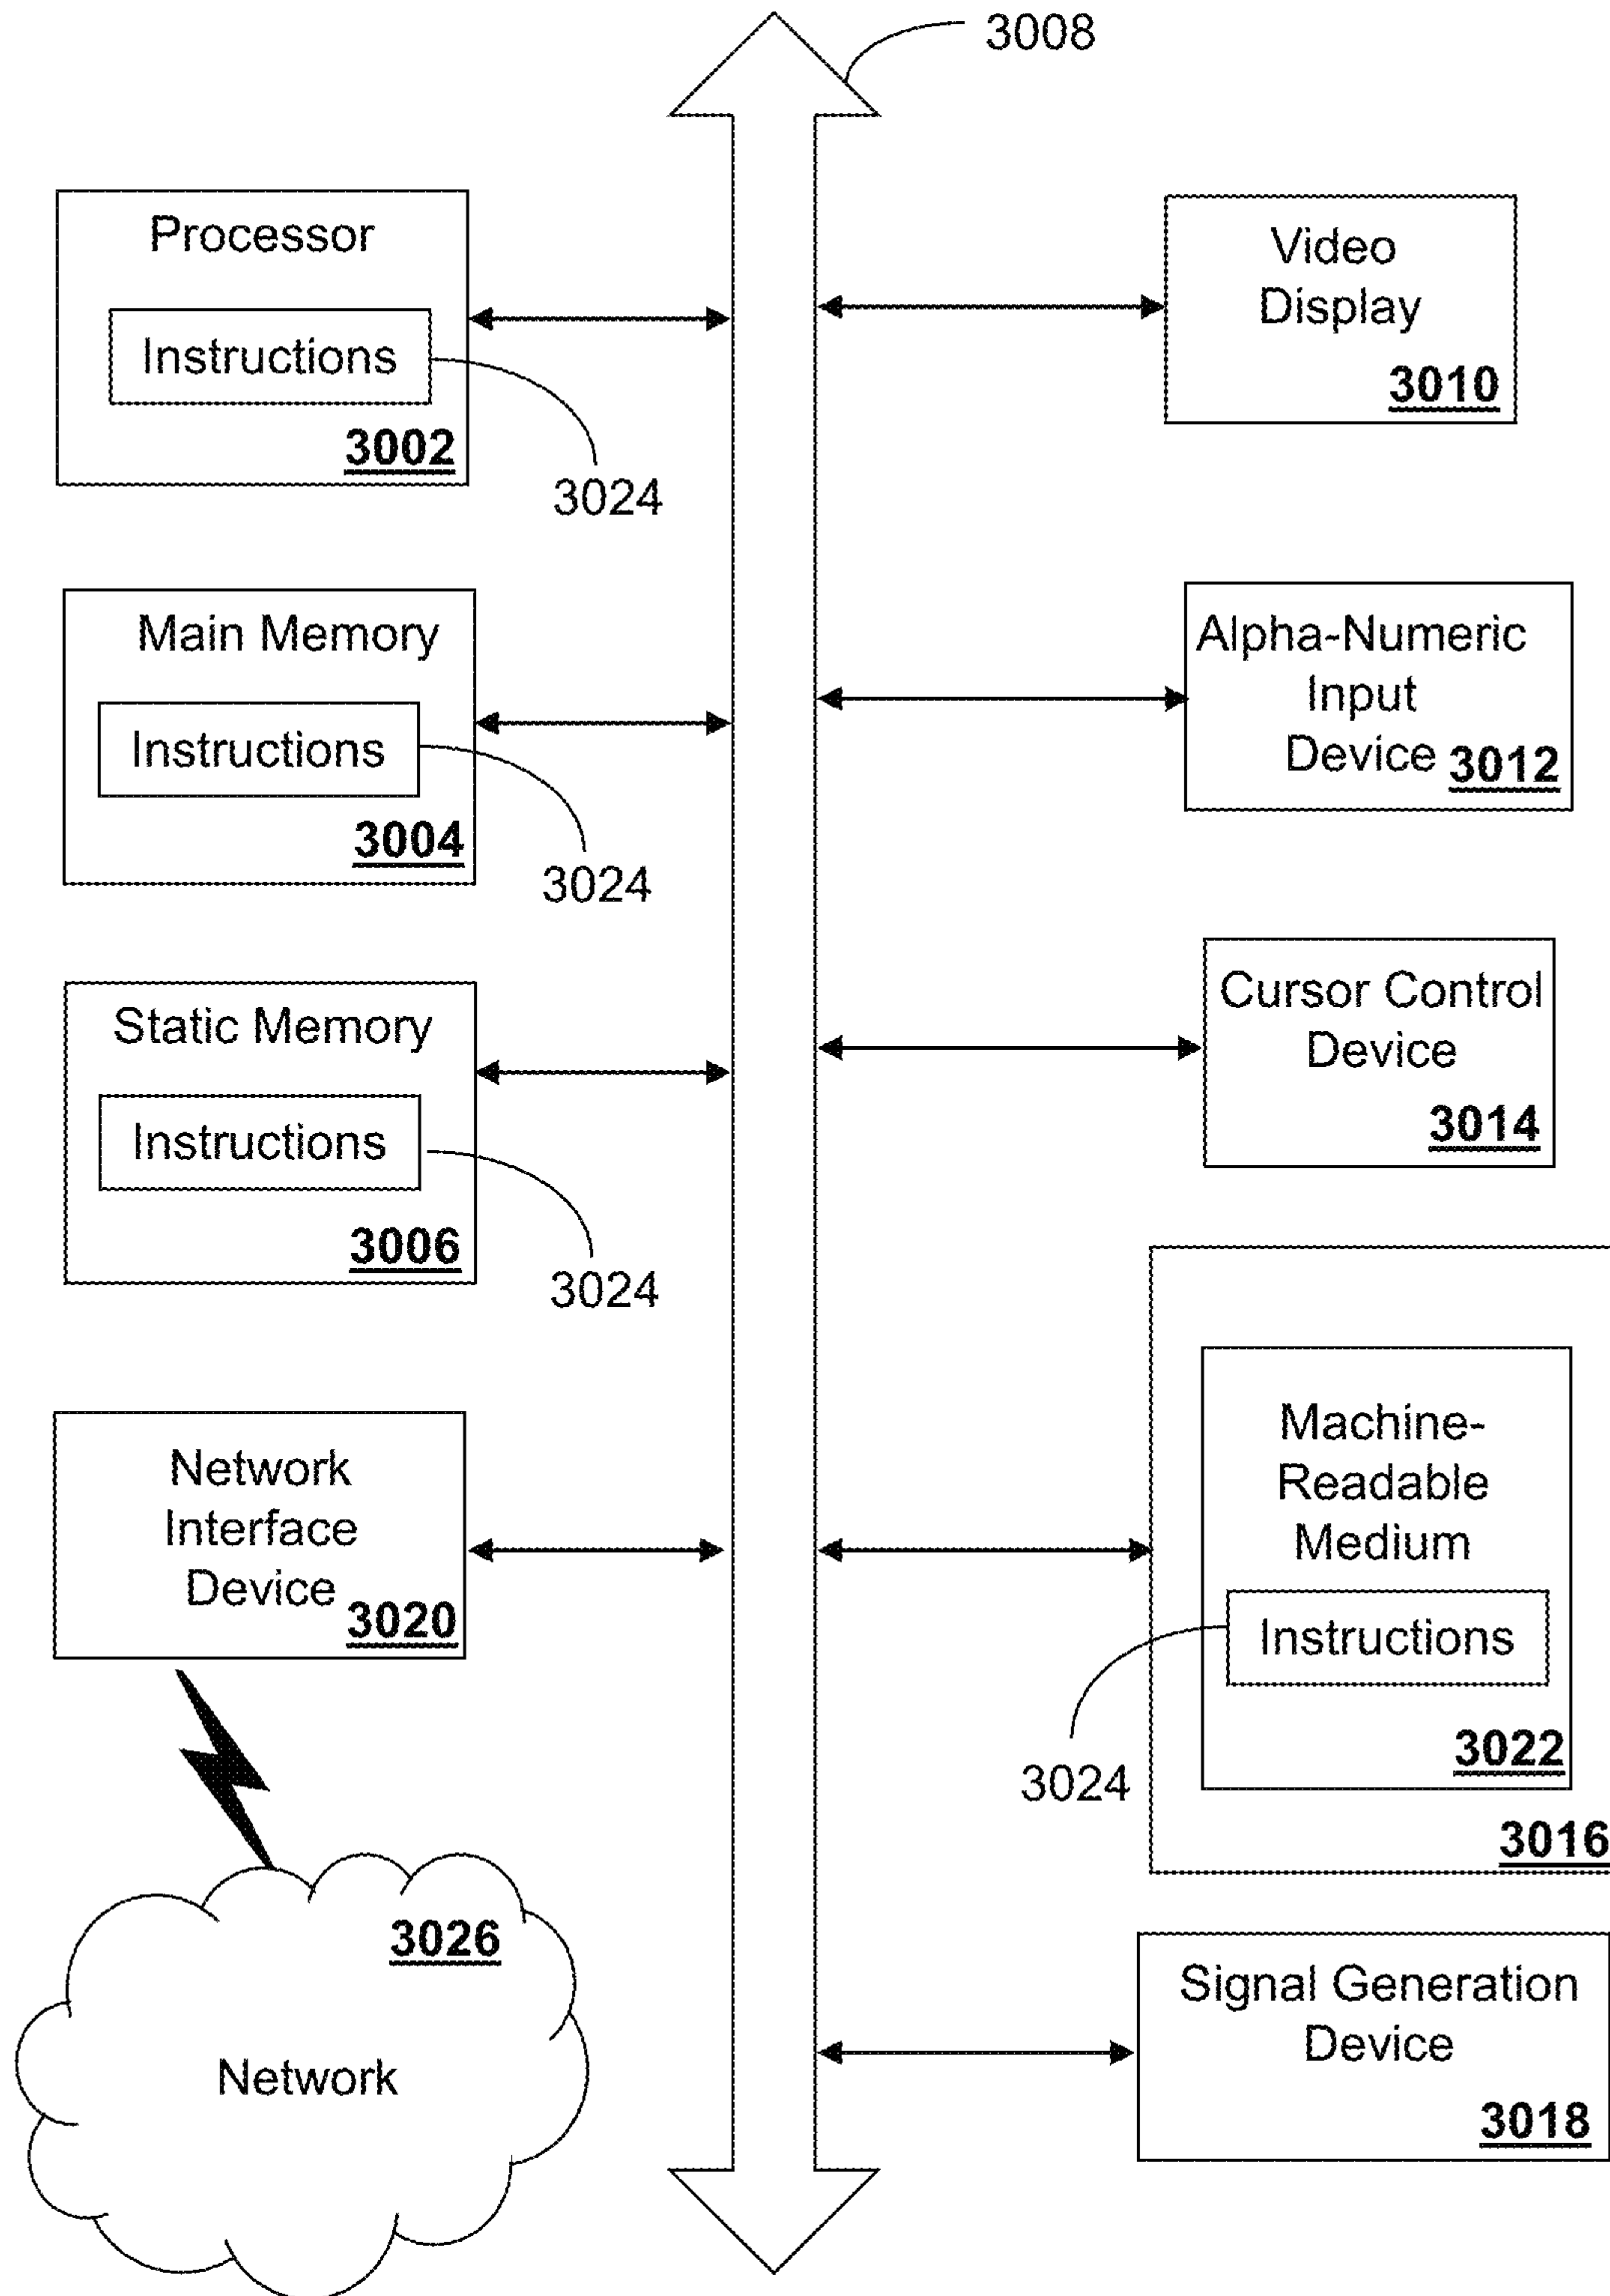 3008
Processor
Instructions
3002
3024
Video
Display
3010
Main Memory
Instructions
3004
3024
Alpha-Numeric
Input
Device 3012
Static Memory
Instructions
3006
3024
Cursor Control
Device
3014
Network
Interface
Device
3020
Machine-
Readable
Medium
Instructions
3022
3024
3016
3026
Network
Signal Generation
Device
3018